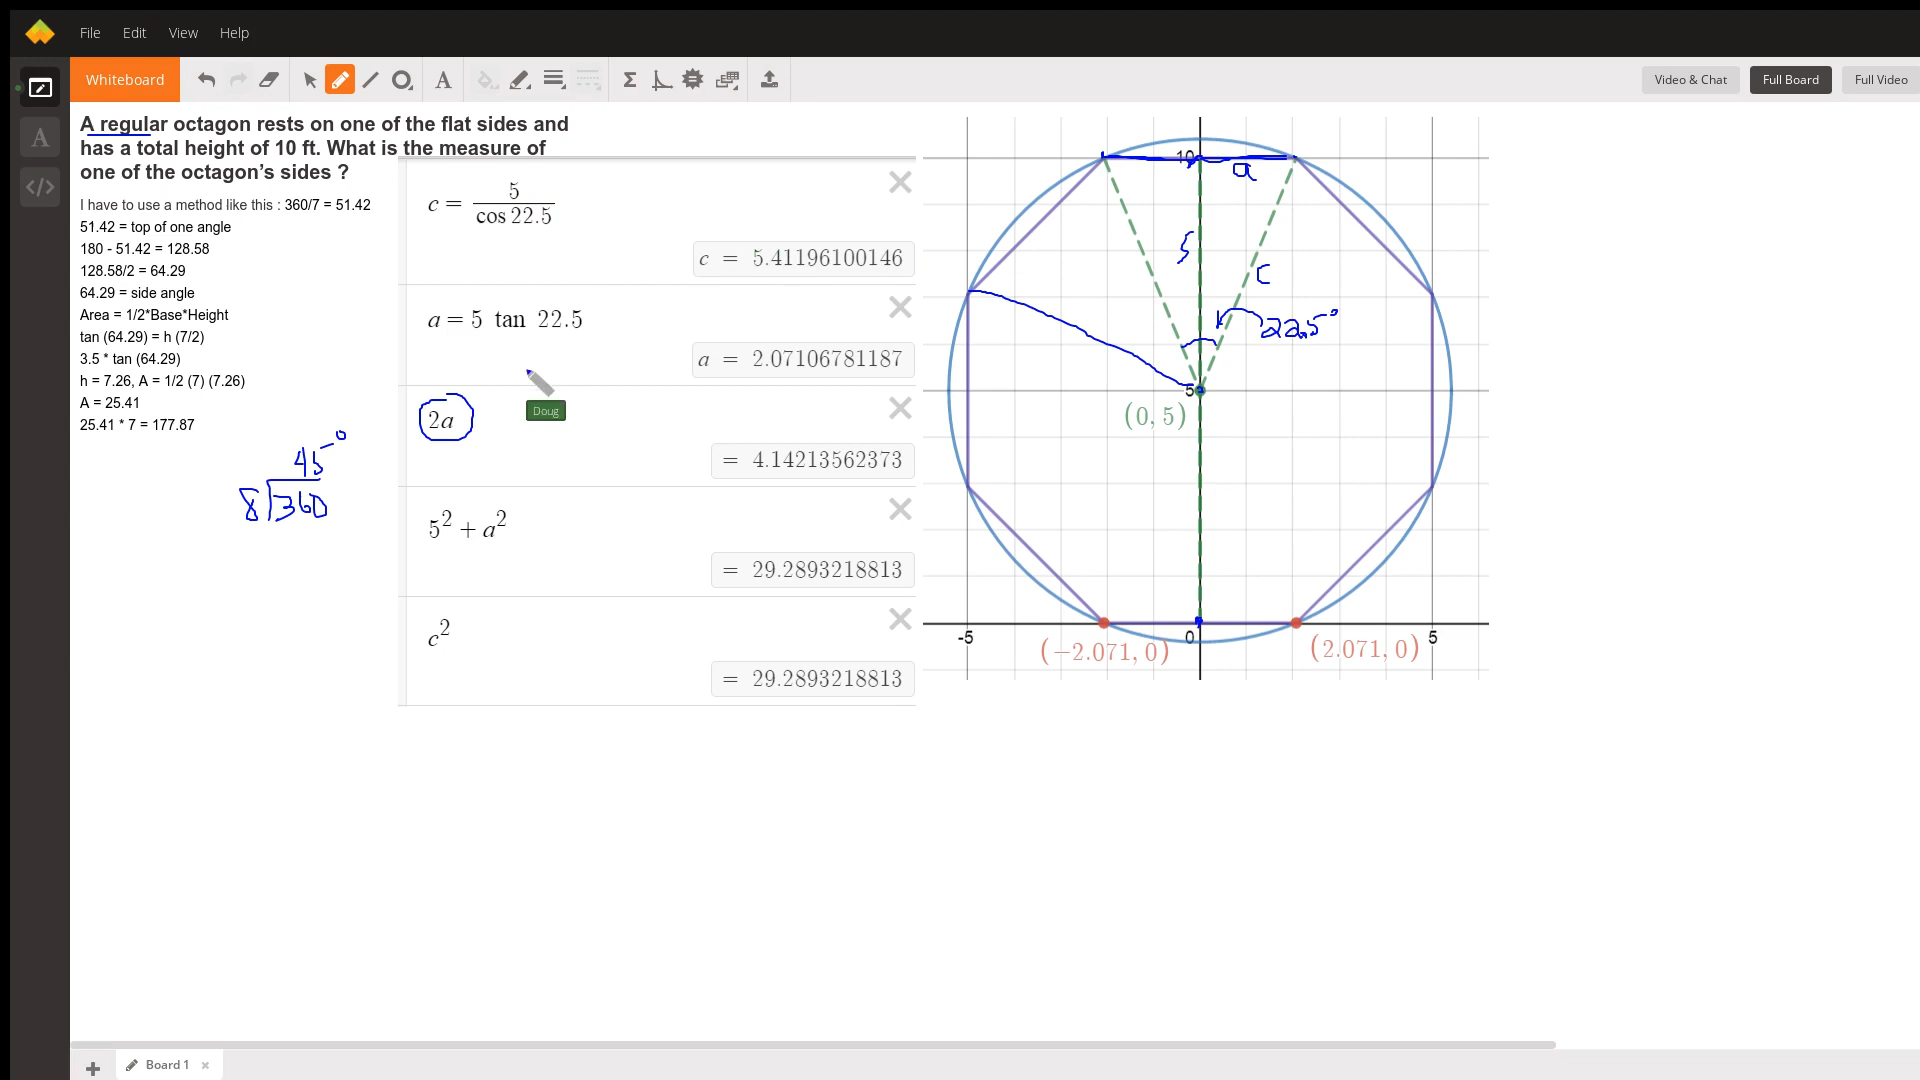 File Edit View Help
Whiteboard
A
Video & Chat Full Board Full Video
A regular octagon rests on one of the flat sides and
has a total height of 10 ft. What is the measure of
one of the octagon’s sides ?
I have to use a method like this : 360/7 = 51.42
51.42 = top of one angle
180 - 51.42 = 128.58
128.58/2 = 64.29
64.29 = side angle
Area = 1/2*Base*Height
tan (64.29) = h (7/2)
3.5 * tan (64.29)
h = 7.26, A = 1/2 (7) (7.26)
A = 25.41
25.41 * 7 = 177.87
45°
8 360
c = 5 / cos 22.5
c = 5.41196100146
a = 5 tan 22.5
a = 2.07106781187
Doug
2a
= 4.14213562373
5² + a²
= 29.2893218813
c²
= 29.2893218813
10
a
5
c
22.5°
5
(0, 5)
-5 0 5
(−2.071, 0) (2.071, 0)
Board 1